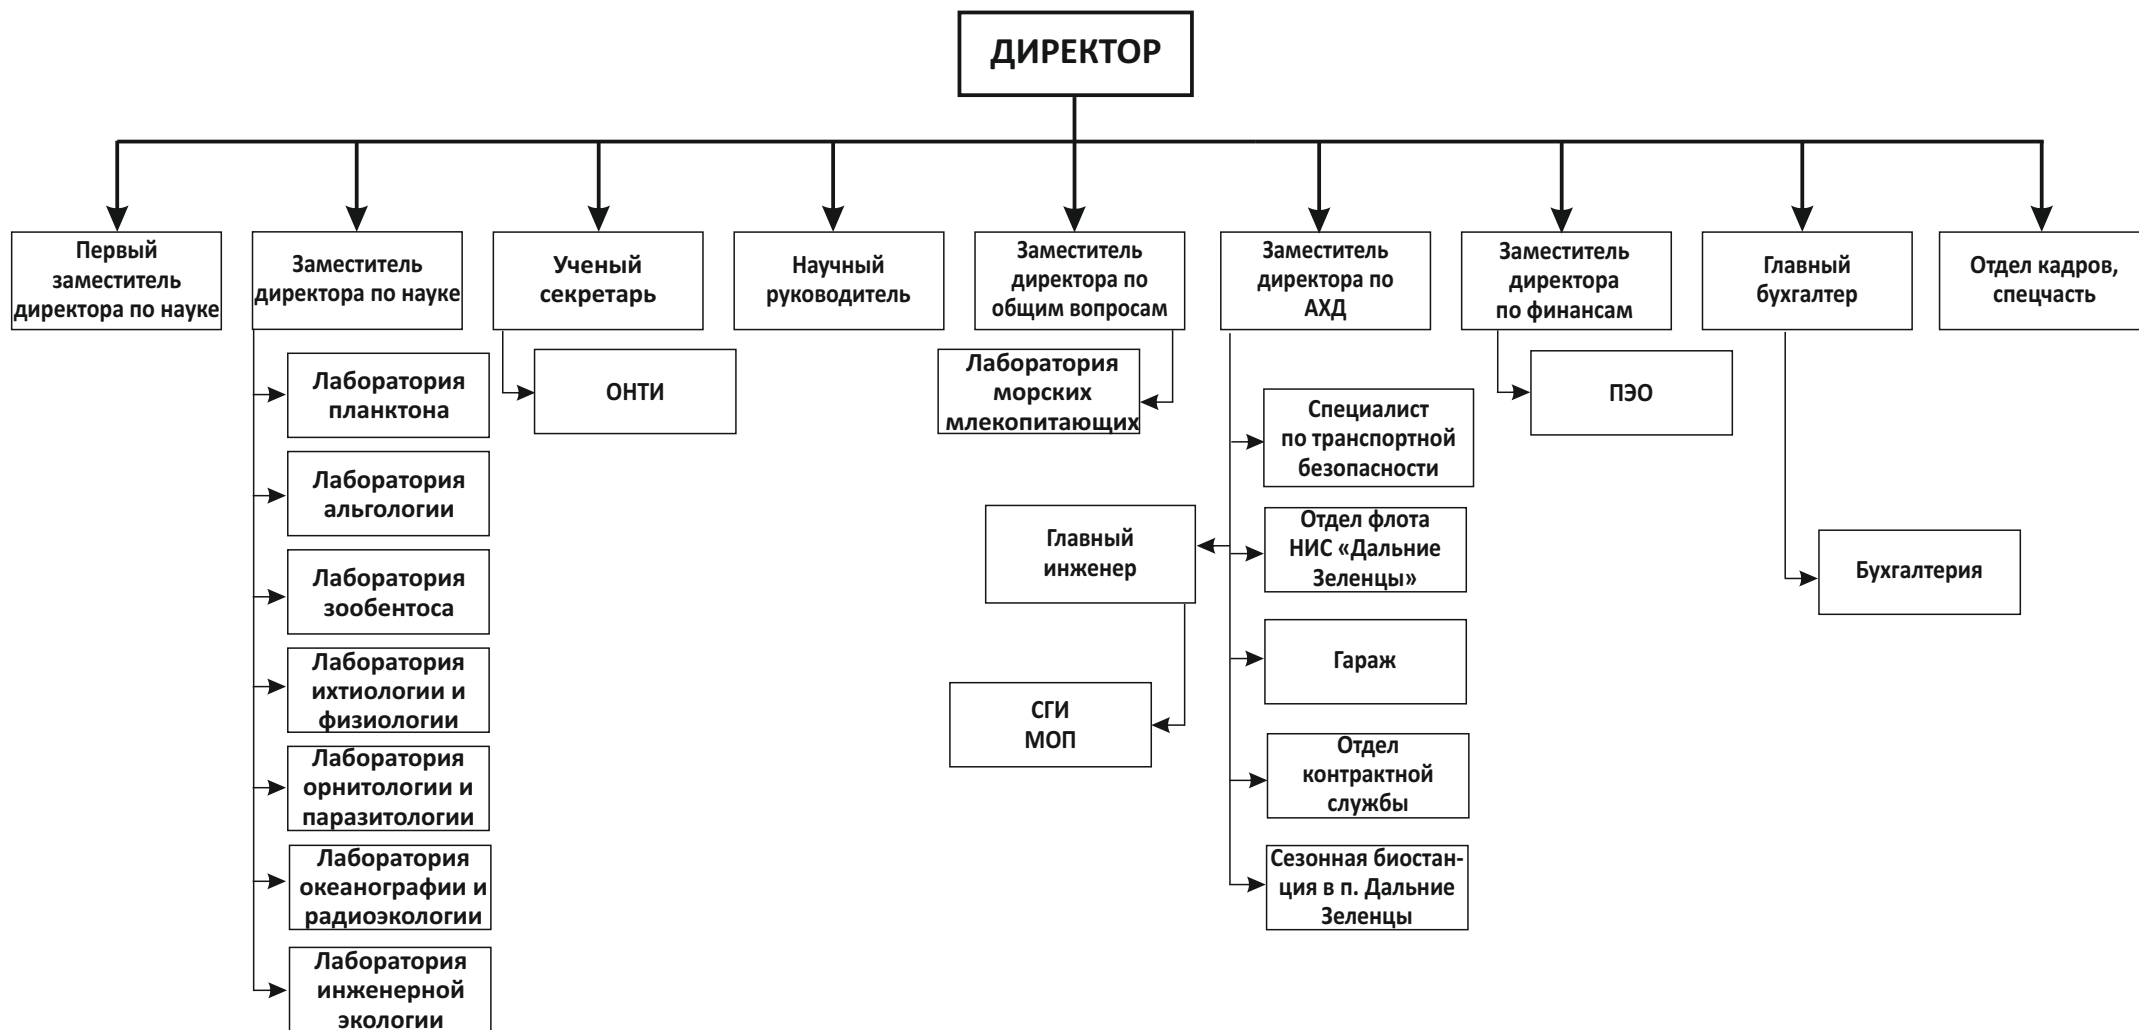 ДИРЕКТОР
Первый
заместитель
директора по науке
Заместитель
директора по науке
Ученый
секретарь
Научный
руководитель
Заместитель
директора по
общим вопросам
Заместитель
директора по
АХД
Заместитель
директора
по финансам
Главный
бухгалтер
Отдел кадров,
спецчасть
Лаборатория
планктона
Лаборатория
альгологии
Лаборатория
зообентоса
Лаборатория
ихтиологии и
физиологии
Лаборатория
орнитологии и
паразитологии
Лаборатория
океанографии и
радиоэкологии
Лаборатория
инженерной
экологии
ОНТИ
Лаборатория
морских
млекопитающих
Главный
инженер
СГИ
МОП
Специалист
по транспортной
безопасности
Отдел флота
НИС «Дальние
Зеленцы»
Гараж
Отдел
контрактной
службы
Сезонная биостан-
ция в п. Дальние
Зеленцы
ПЭО
Бухгалтерия